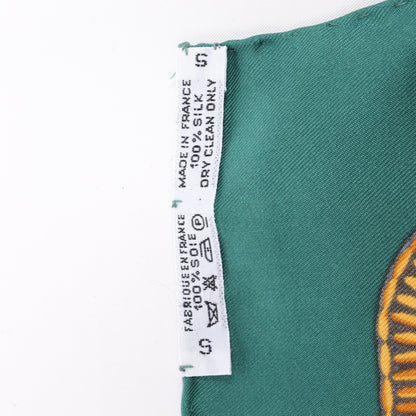 S
MADE IN FRANCE
100% SILK
DRY CLEAN ONLY
FABRIQUE EN FRANCE
100% SOIE Ⓟ
S